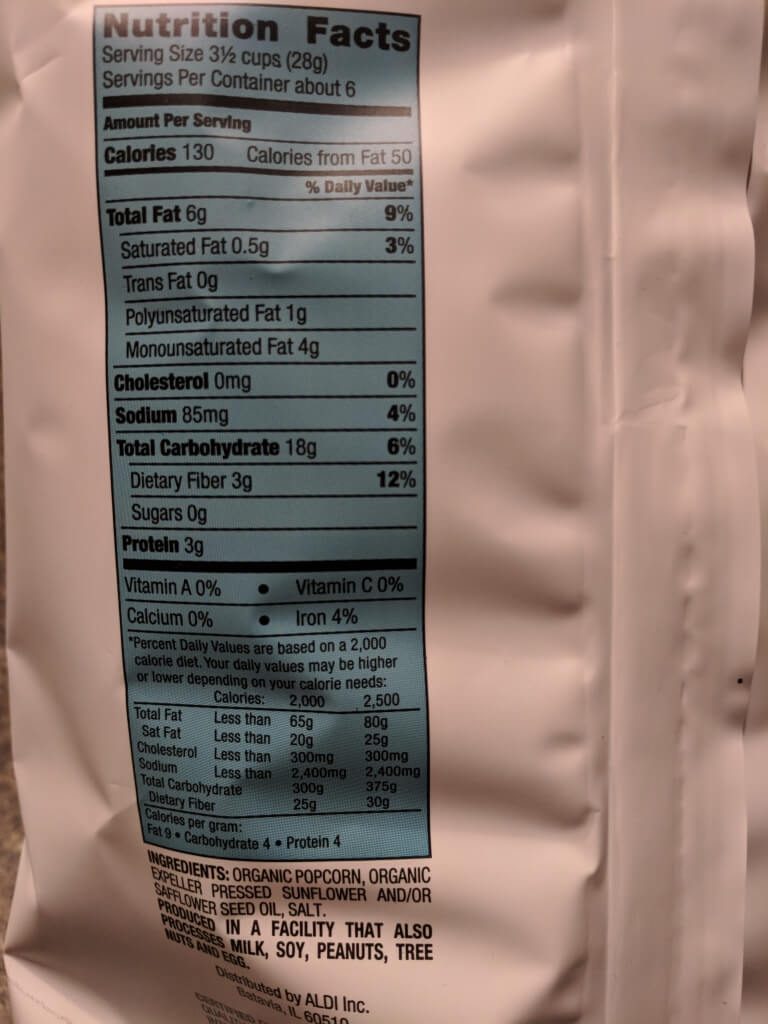 Nutrition Facts
Serving Size 3½ cups (28g)
Servings Per Container about 6
Amount Per Serving
Calories 130 Calories from Fat 50
% Daily Value*
Total Fat 6g 9%
Saturated Fat 0.5g 3%
Trans Fat 0g
Polyunsaturated Fat 1g
Monounsaturated Fat 4g
Cholesterol 0mg 0%
Sodium 85mg 4%
Total Carbohydrate 18g 6%
Dietary Fiber 3g 12%
Sugars 0g
Protein 3g
Vitamin A 0% • Vitamin C 0%
Calcium 0% • Iron 4%
*Percent Daily Values are based on a 2,000
calorie diet. Your daily values may be higher
or lower depending on your calorie needs:
Calories: 2,000 2,500
Total Fat Less than 65g 80g
Sat Fat Less than 20g 25g
Cholesterol Less than 300mg 300mg
Sodium Less than 2,400mg 2,400mg
Total Carbohydrate 300g 375g
Dietary Fiber 25g 30g
Calories per gram:
Fat 9 • Carbohydrate 4 • Protein 4
INGREDIENTS: ORGANIC POPCORN, ORGANIC
EXPELLER PRESSED SUNFLOWER AND/OR
SAFFLOWER SEED OIL, SALT.
PRODUCED IN A FACILITY THAT ALSO
PROCESSES MILK, SOY, PEANUTS, TREE
NUTS AND EGG.
Distributed by ALDI Inc.
Batavia, IL 60510
CERTIFIED